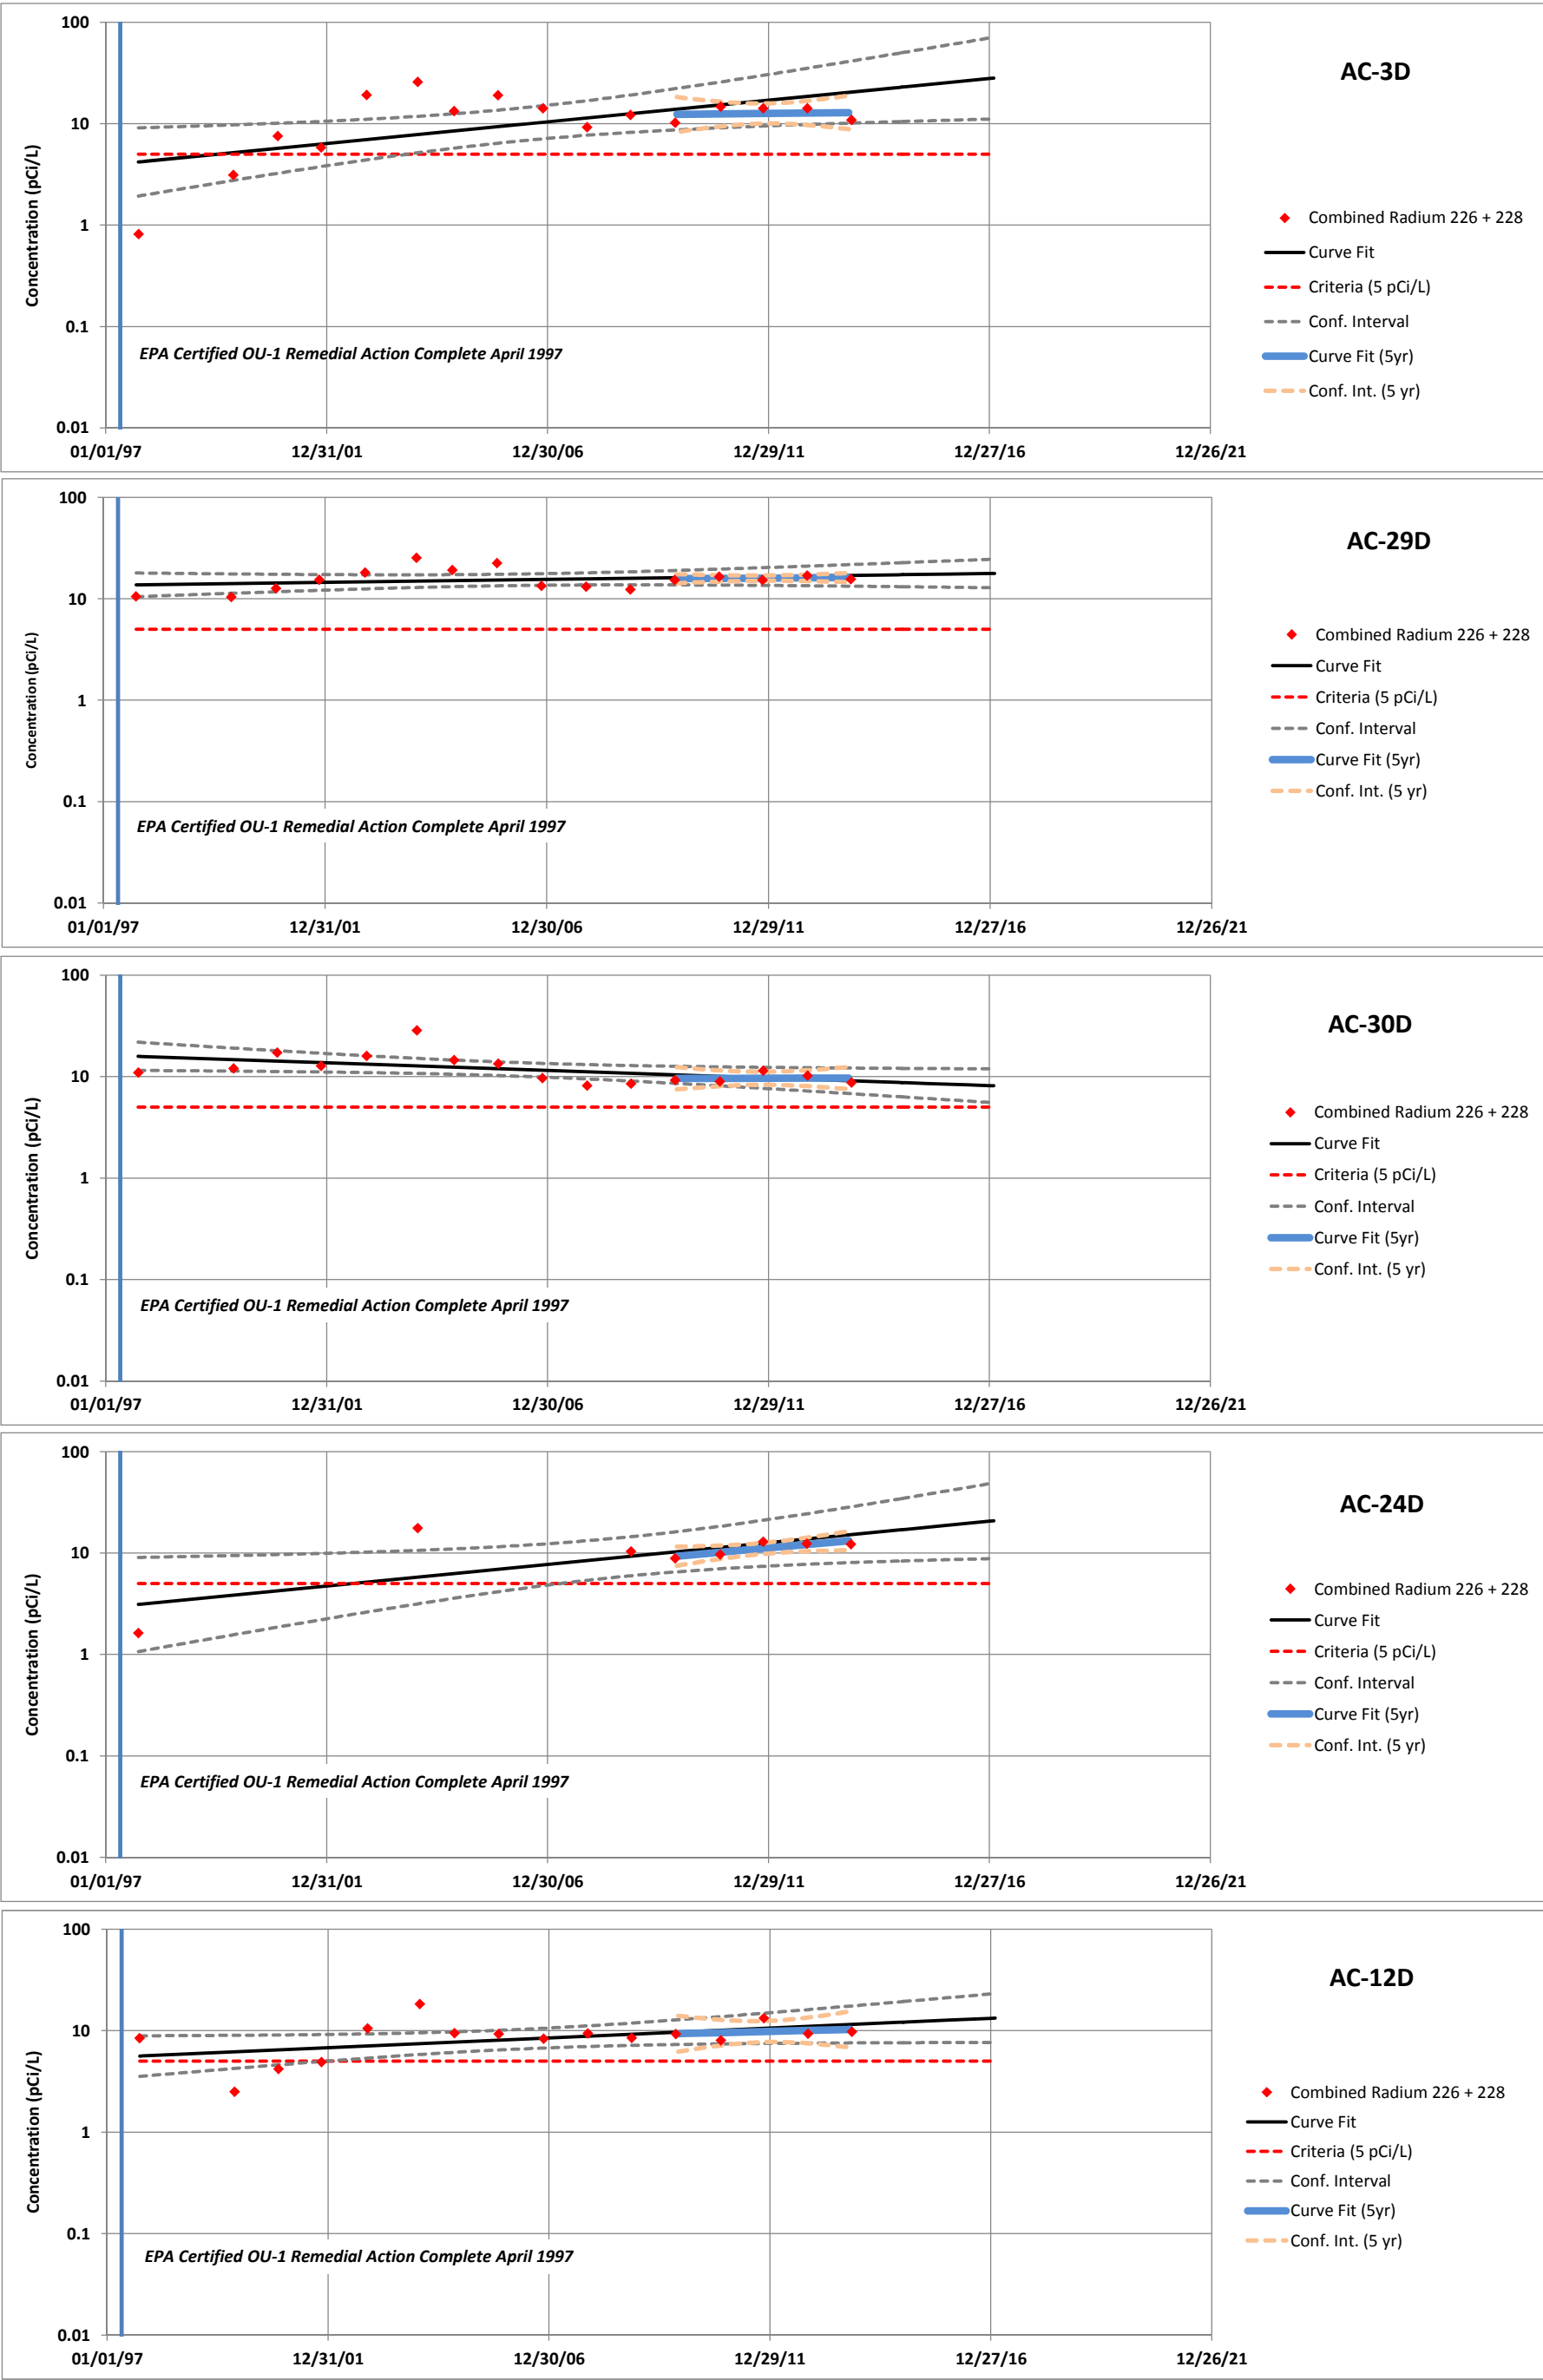 AC-3D
Concentration (pCi/L)
100
10
1
0.1
0.01
EPA Certified OU-1 Remedial Action Complete April 1997
01/01/97 12/31/01 12/30/06 12/29/11 12/27/16 12/26/21
Combined Radium 226 + 228
Curve Fit
Criteria (5 pCi/L)
Conf. Interval
Curve Fit (5yr)
Conf. Int. (5 yr)
AC-29D
Concentration (pCi/L)
100
10
1
0.1
0.01
EPA Certified OU-1 Remedial Action Complete April 1997
01/01/97 12/31/01 12/30/06 12/29/11 12/27/16 12/26/21
Combined Radium 226 + 228
Curve Fit
Criteria (5 pCi/L)
Conf. Interval
Curve Fit (5yr)
Conf. Int. (5 yr)
AC-30D
Concentration (pCi/L)
100
10
1
0.1
0.01
EPA Certified OU-1 Remedial Action Complete April 1997
01/01/97 12/31/01 12/30/06 12/29/11 12/27/16 12/26/21
Combined Radium 226 + 228
Curve Fit
Criteria (5 pCi/L)
Conf. Interval
Curve Fit (5yr)
Conf. Int. (5 yr)
AC-24D
Concentration (pCi/L)
100
10
1
0.1
0.01
EPA Certified OU-1 Remedial Action Complete April 1997
01/01/97 12/31/01 12/30/06 12/29/11 12/27/16 12/26/21
Combined Radium 226 + 228
Curve Fit
Criteria (5 pCi/L)
Conf. Interval
Curve Fit (5yr)
Conf. Int. (5 yr)
AC-12D
Concentration (pCi/L)
100
10
1
0.1
0.01
EPA Certified OU-1 Remedial Action Complete April 1997
01/01/97 12/31/01 12/30/06 12/29/11 12/27/16 12/26/21
Combined Radium 226 + 228
Curve Fit
Criteria (5 pCi/L)
Conf. Interval
Curve Fit (5yr)
Conf. Int. (5 yr)